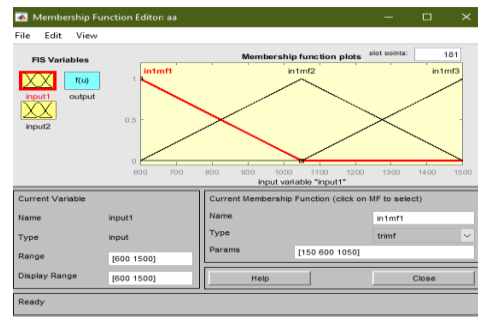 Membership Function Editor: aa
File Edit View
FIS Variables
Membership function plots plot points: 181
f(u)
input1 output
input2
in1mf1 in1mf2 in1mf3
1
0.5
0
600 700 800 900 1000 1100 1200 1300 1400 1500
input variable "input1"
Current Variable
Name input1
Type input
Range [600 1500]
Display Range [600 1500]
Current Membership Function (click on MF to select)
Name in1mf1
Type trimf
Params [150 600 1050]
Help Close
Ready